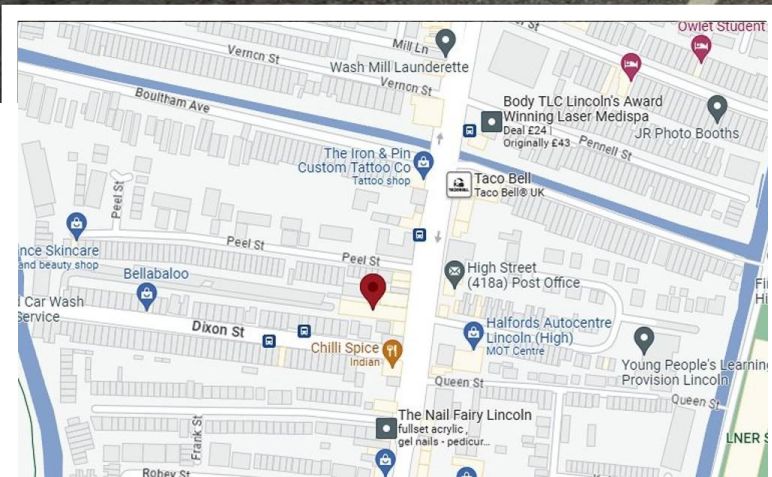 Owlet Student
Mill Ln
Verncn St
Wash Mill Launderette
Verncn St
Boultham Ave
Body TLC Lincoln's Award
Winning Laser Medispa
Deal £24 |
Originally £43
JR Photo Booths
Pennell St
The Iron & Pin
Custom Tattoo Co
Tattoo shop
Taco Bell
Taco Bell® UK
Peel St
Peel St
Peel St
nce Skincare
and beauty shop
Bellabaloo
High Street
(418a) Post Office
Car Wash
Service
Dixon St
Halfords Autocentre
Lincoln (High)
MOT Centre
Chilli Spice
Indian
Young People's Learning
Provision Lincoln
Queen St
Queen St
The Nail Fairy Lincoln
fullset acrylic ,
gel nails - pedicur...
Frank St
LNER S
Robey St